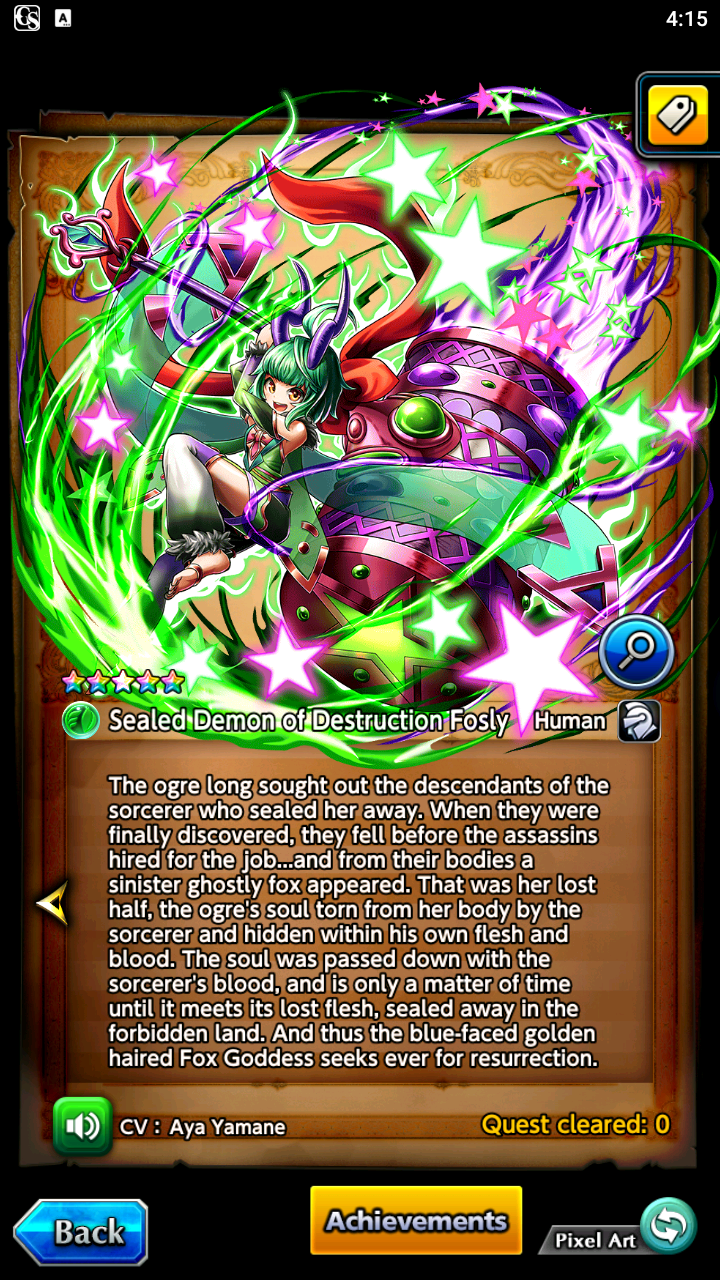 A
4:15
Sealed Demon of Destruction Fosly
Human
The ogre long sought out the descendants of the
sorcerer who sealed her away. When they were
finally discovered, they fell before the assassins
hired for the job...and from their bodies a
sinister ghostly fox appeared. That was her lost
half, the ogre's soul torn from her body by the
sorcerer and hidden within his own flesh and
blood. The soul was passed down with the
sorcerer's blood, and is only a matter of time
until it meets its lost flesh, sealed away in the
forbidden land. And thus the blue-faced golden
haired Fox Goddess seeks ever for resurrection.
CV : Aya Yamane
Quest cleared: 0
Back
Achievements
Pixel Art